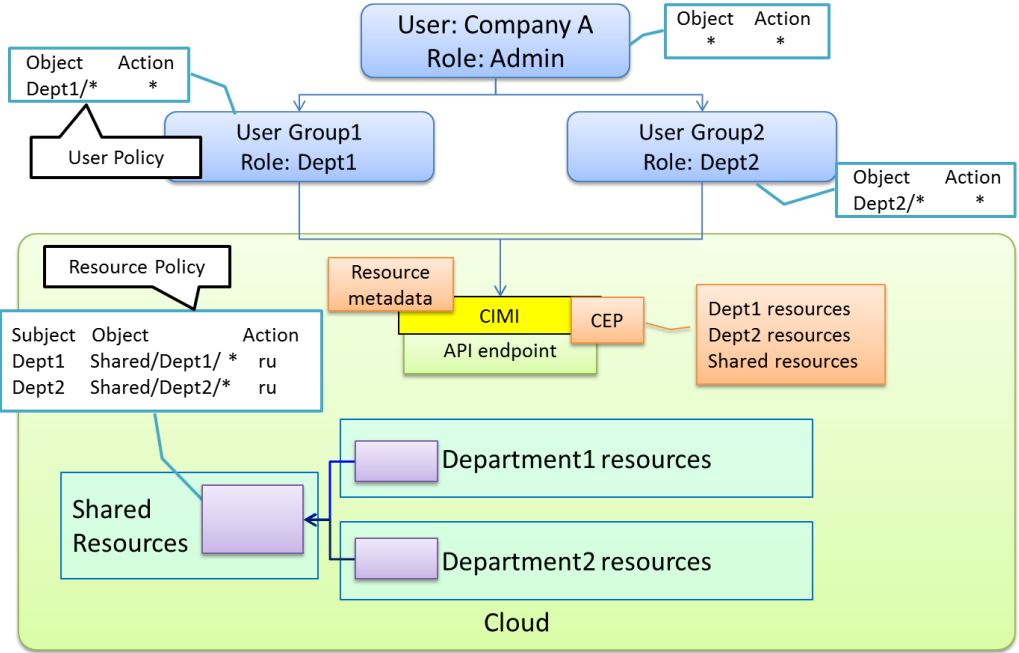 User: Company A
Role: Admin
Object Action
* *
Object Action
Dept1/* *
User Policy
User Group1
Role: Dept1
User Group2
Role: Dept2
Object Action
Dept2/* *
Resource Policy
Subject Object Action
Dept1 Shared/Dept1/ * ru
Dept2 Shared/Dept2/* ru
Resource
metadata
CIMI
CEP
API endpoint
Dept1 resources
Dept2 resources
Shared resources
Shared
Resources
Department1 resources
Department2 resources
Cloud